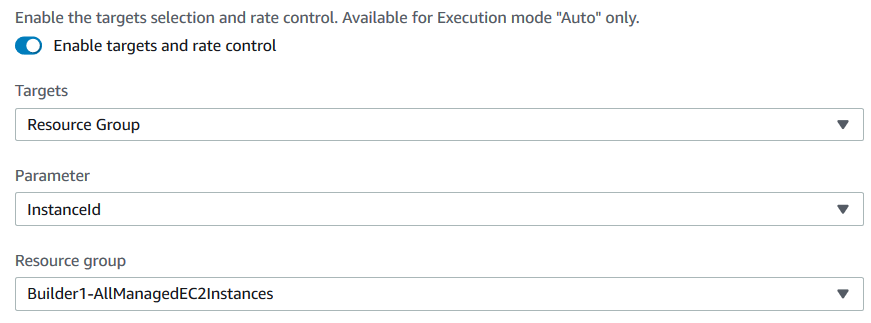 Enable the targets selection and rate control. Available for Execution mode "Auto" only.
Enable targets and rate control
Targets
Resource Group
Parameter
InstanceId
Resource group
Builder1-AllManagedEC2Instances